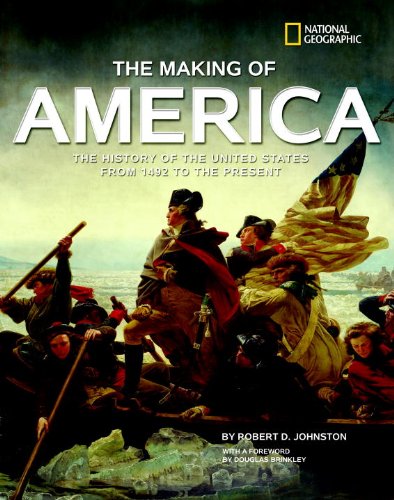 NATIONAL
GEOGRAPHIC
THE MAKING OF
AMERICA
THE HISTORY OF THE UNITED STATES
FROM 1492 TO THE PRESENT
BY ROBERT D. JOHNSTON
WITH A FOREWORD
BY DOUGLAS BRINKLEY